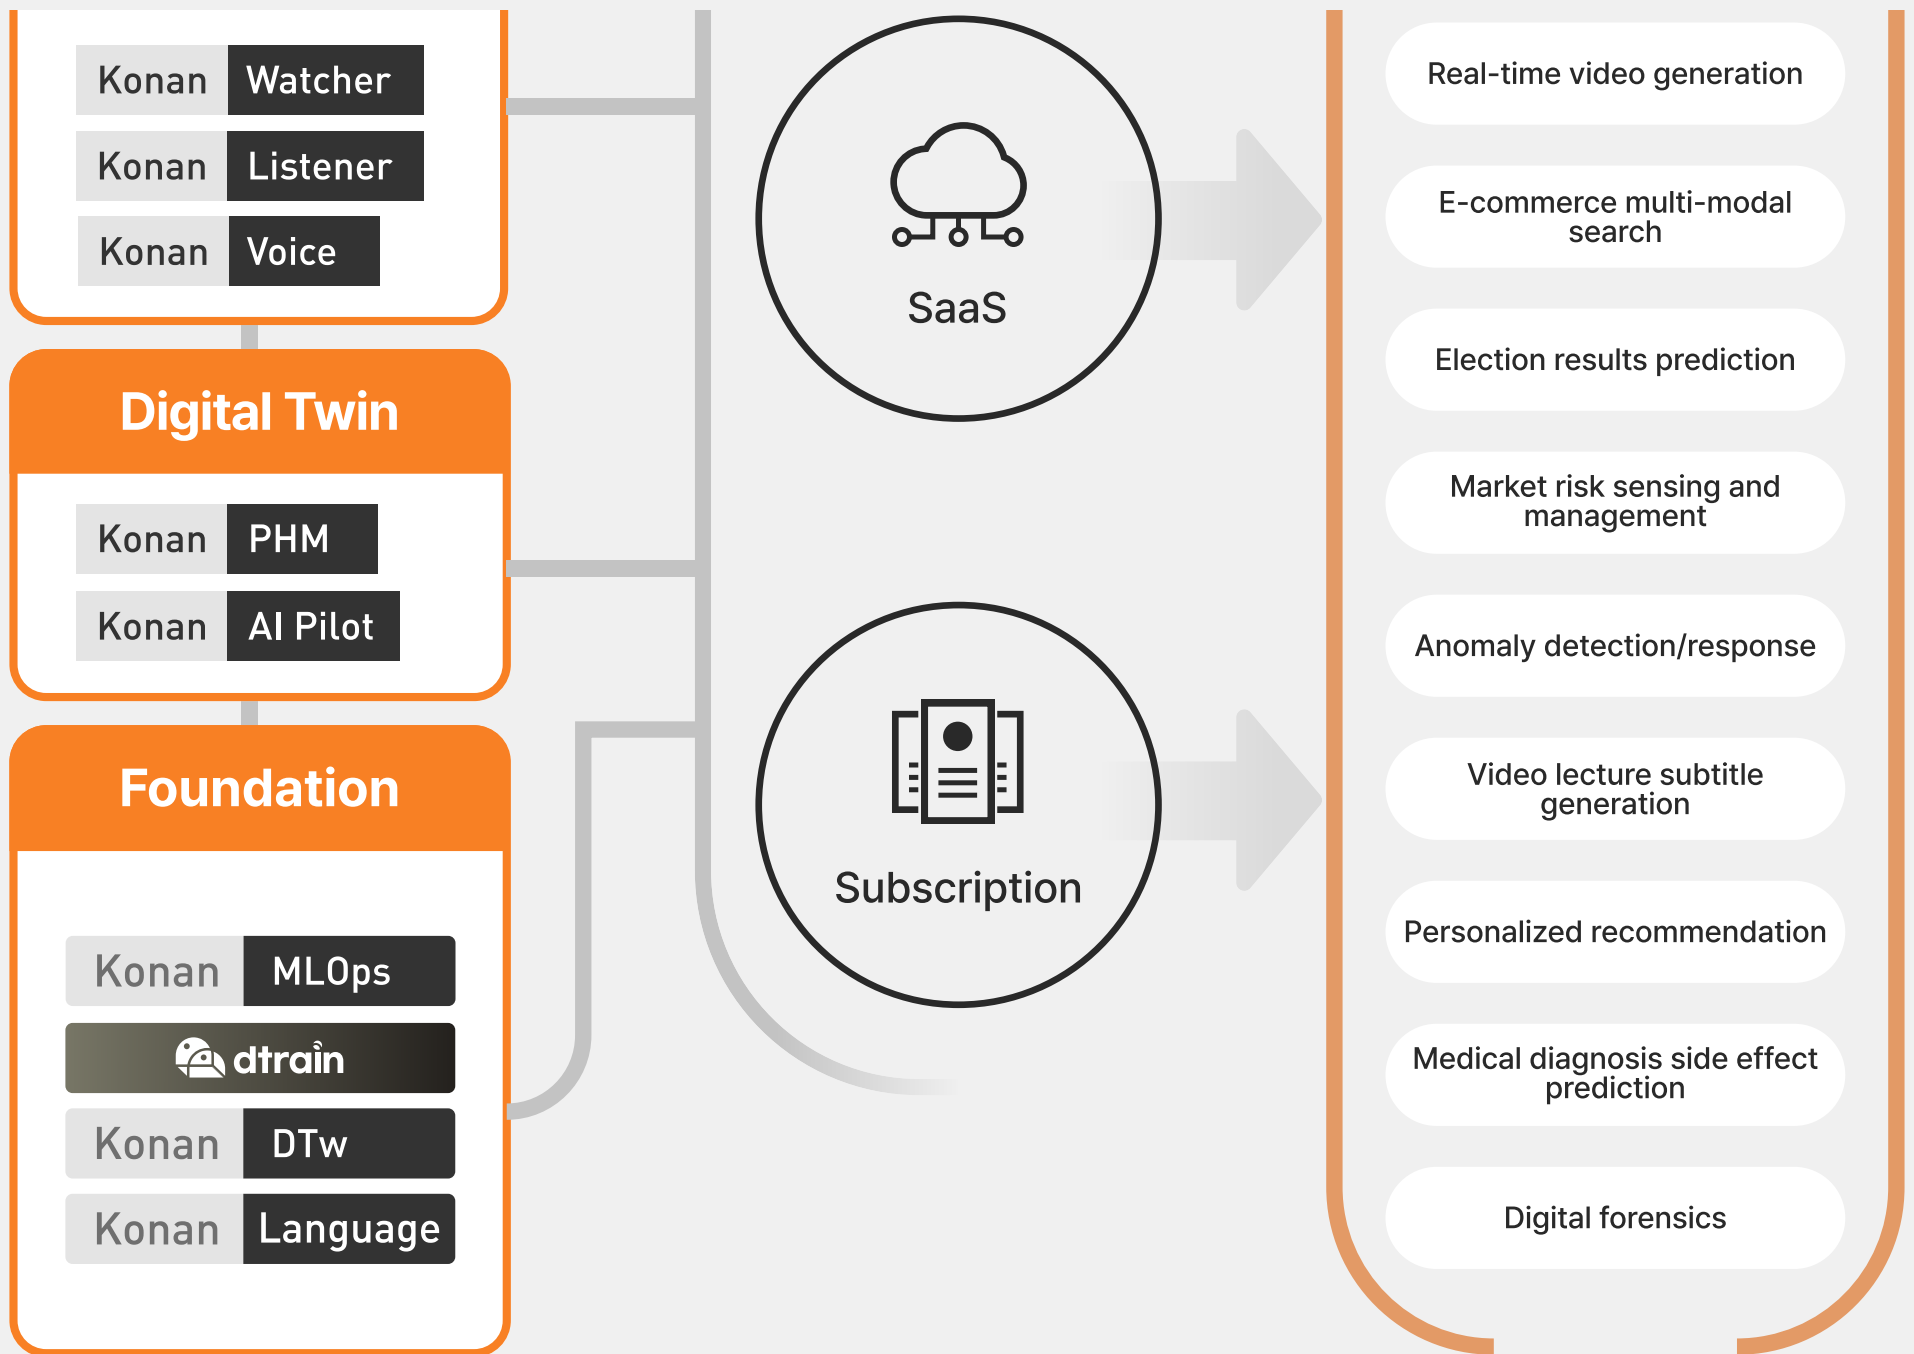 Konan Watcher
Konan Listener
Konan Voice
Digital Twin
Konan PHM
Konan AI Pilot
Foundation
Konan MLOps
dtrain
Konan DTw
Konan Language
SaaS
Subscription
Real-time video generation
E-commerce multi-modal
search
Election results prediction
Market risk sensing and
management
Anomaly detection/response
Video lecture subtitle
generation
Personalized recommendation
Medical diagnosis side effect
prediction
Digital forensics